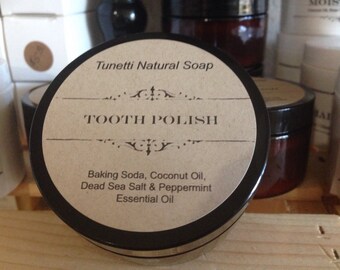 Tunetti Natural Soap
TOOTH POLISH
Baking Soda, Coconut Oil,
Dead Sea Salt & Peppermint
Essential Oil